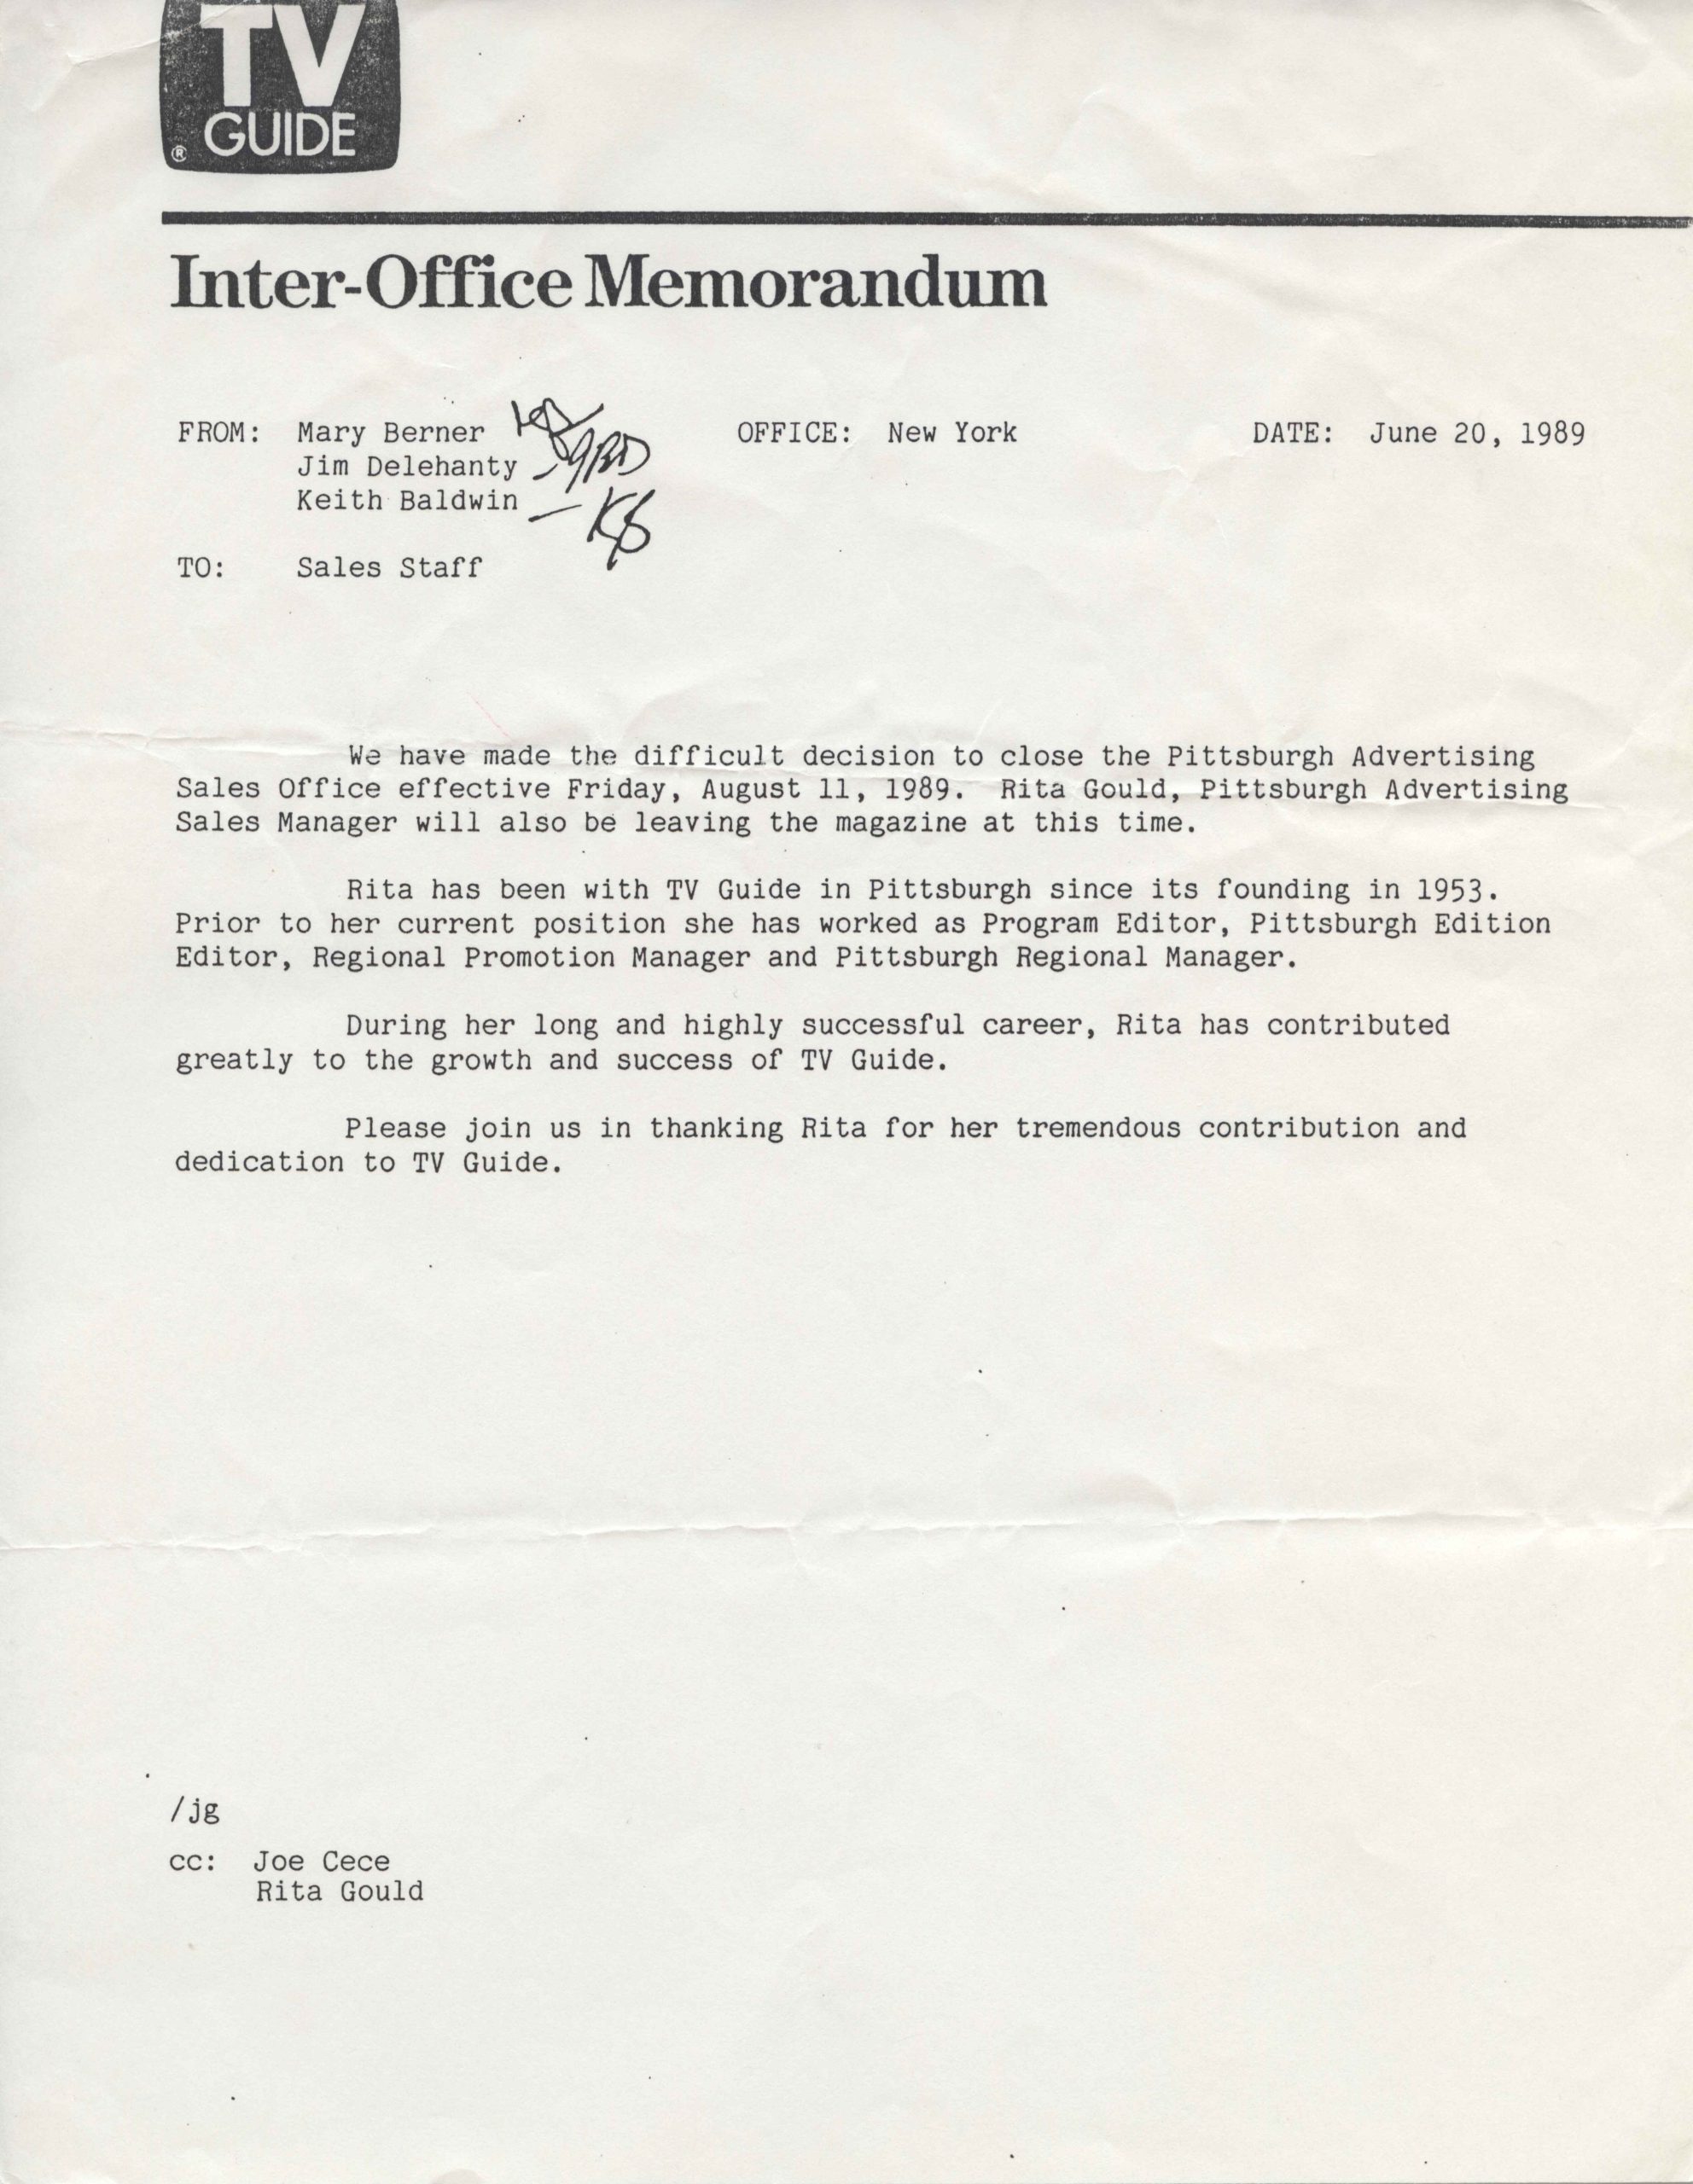 TV
GUIDE
®
Inter-Office Memorandum
FROM: Mary Berner OFFICE: New York DATE: June 20, 1989
Jim Delehanty
Keith Baldwin – KB
TO: Sales Staff
We have made the difficult decision to close the Pittsburgh Advertising
Sales Office effective Friday, August 11, 1989. Rita Gould, Pittsburgh Advertising
Sales Manager will also be leaving the magazine at this time.
Rita has been with TV Guide in Pittsburgh since its founding in 1953.
Prior to her current position she has worked as Program Editor, Pittsburgh Edition
Editor, Regional Promotion Manager and Pittsburgh Regional Manager.
During her long and highly successful career, Rita has contributed
greatly to the growth and success of TV Guide.
Please join us in thanking Rita for her tremendous contribution and
dedication to TV Guide.
/jg
cc: Joe Cece
Rita Gould